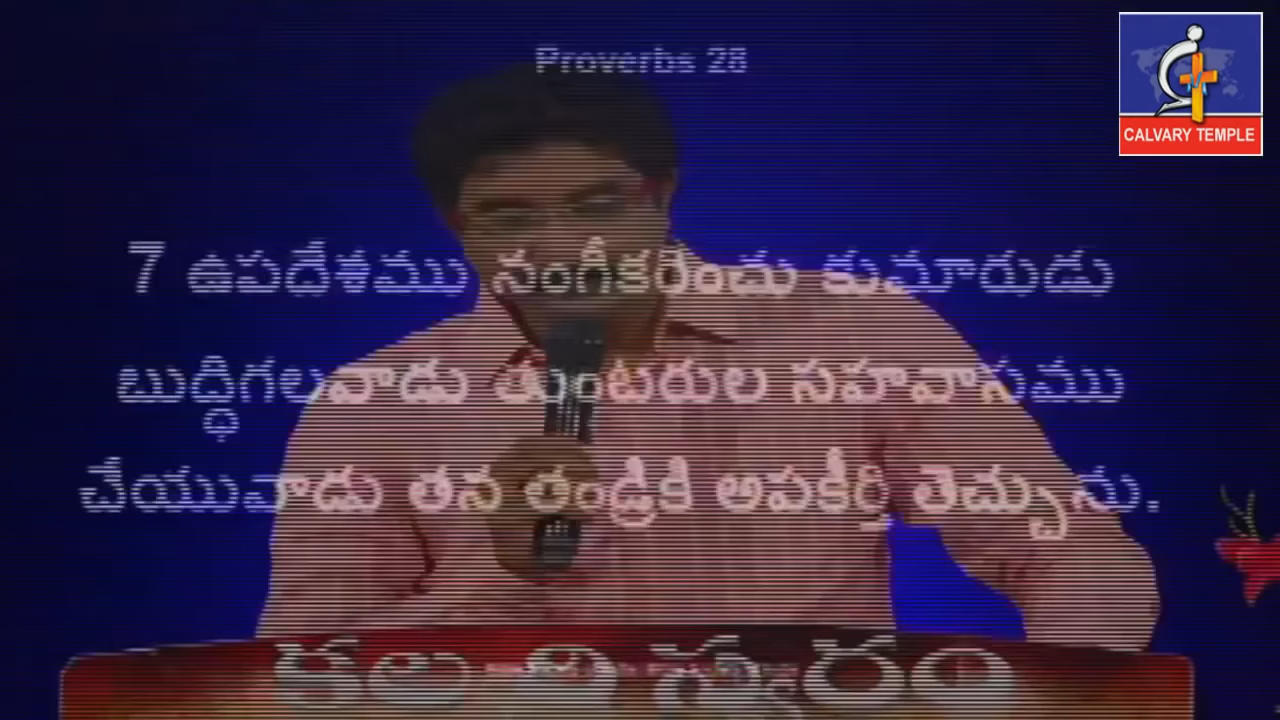 Proverbs 28
CALVARY TEMPLE
7 ఉపదేశము నంగీకరించు కుమారుడు
బుద్ధిగలవాడు తుంటరుల సహవాసము
చేయువాడు తన తండ్రికి అపకీర్తి తెచ్చును.